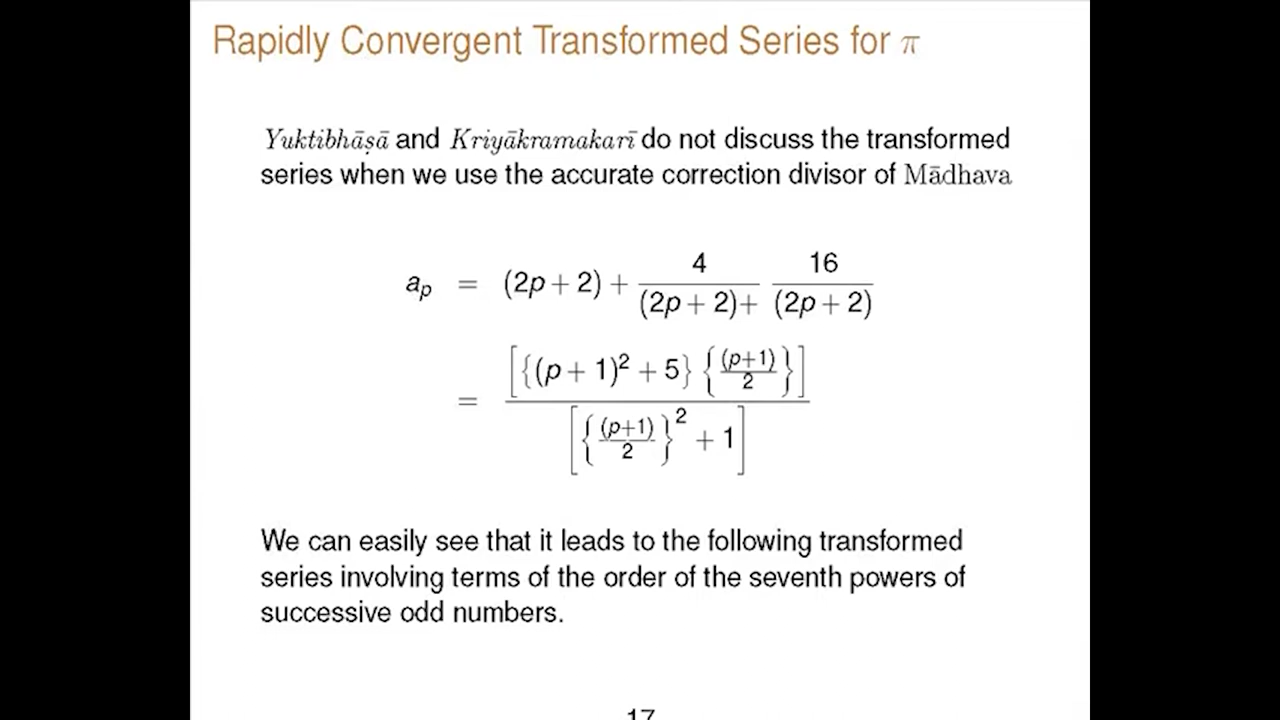 Rapidly Convergent Transformed Series for π
Yuktibhāṣā and Kriyākramakarī do not discuss the transformed
series when we use the accurate correction divisor of Mādhava
a_p = (2p + 2) + 4/((2p + 2)+) 16/(2p + 2)
= [{(p + 1)² + 5} {(p+1)/2}] / [{(p+1)/2}² + 1]
We can easily see that it leads to the following transformed
series involving terms of the order of the seventh powers of
successive odd numbers.
17